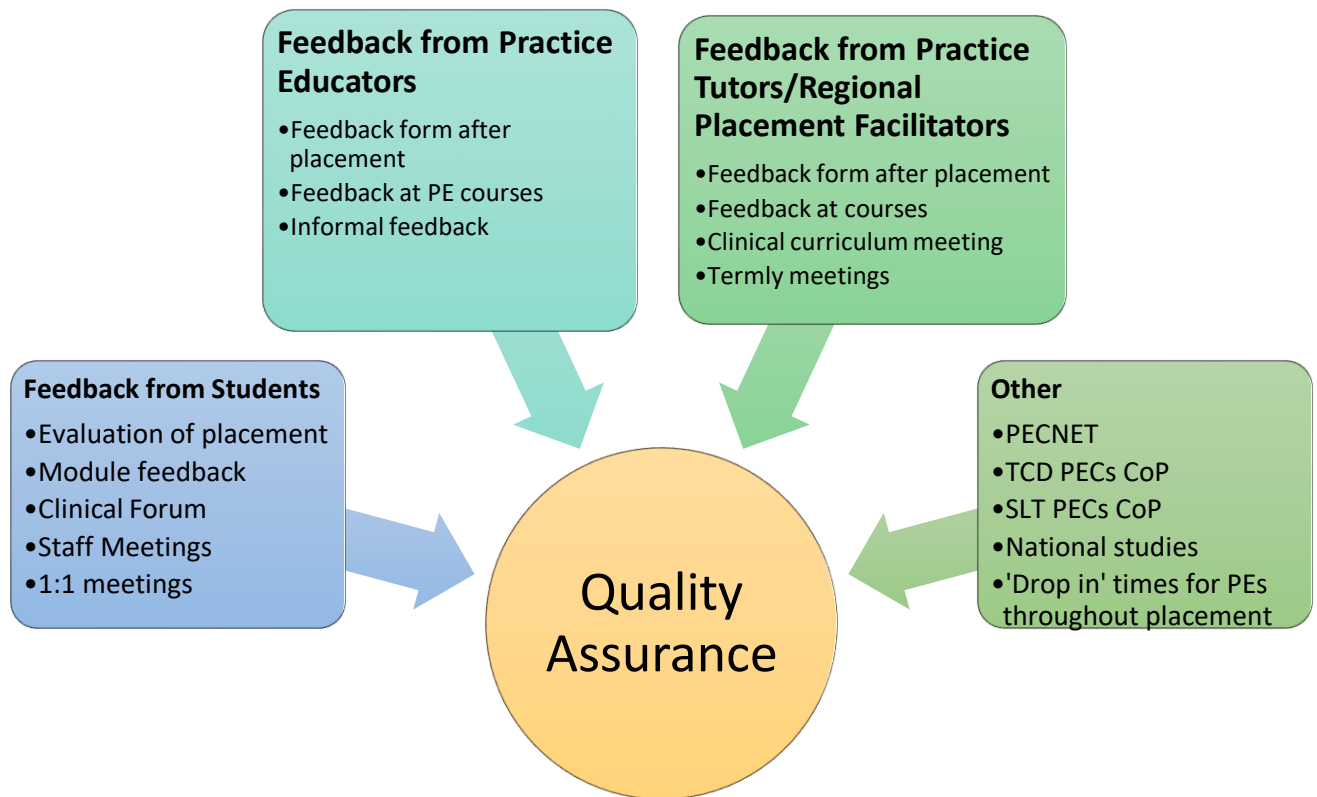 Feedback from Practice
Educators
•Feedback form after
placement
•Feedback at PE courses
•Informal feedback
Feedback from Practice
Tutors/Regional
Placement Facilitators
•Feedback form after placement
•Feedback at courses
•Clinical curriculum meeting
•Termly meetings
Feedback from Students
•Evaluation of placement
•Module feedback
•Clinical Forum
•Staff Meetings
•1:1 meetings
Other
•PECNET
•TCD PECs CoP
•SLT PECs CoP
•National studies
•'Drop in' times for PEs
throughout placement
Quality
Assurance